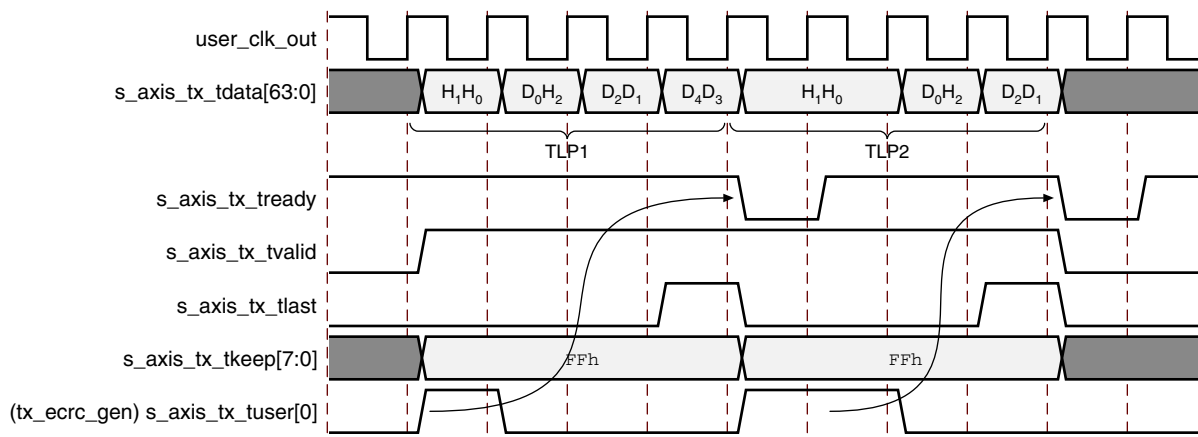 user_clk_out
s_axis_tx_tdata[63:0] H₁H₀ D₀H₂ D₂D₁ D₄D₃ H₁H₀ D₀H₂ D₂D₁
TLP1 TLP2
s_axis_tx_tready
s_axis_tx_tvalid
s_axis_tx_tlast
s_axis_tx_tkeep[7:0] FFh FFh
(tx_ecrc_gen) s_axis_tx_tuser[0]